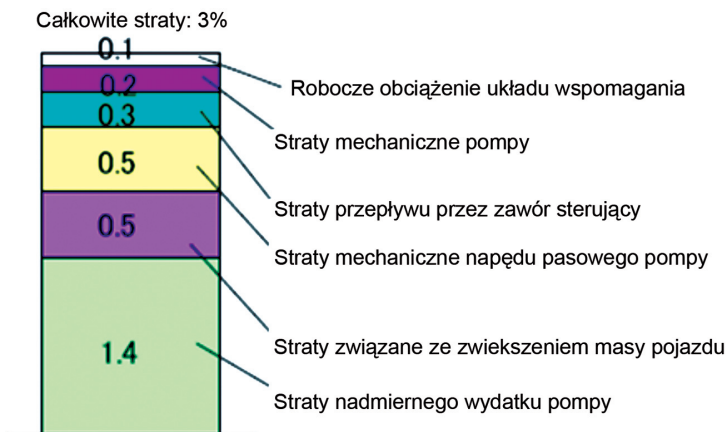 Całkowite straty: 3%
0.1
Robocze obciążenie układu wspomagania
0.2
Straty mechaniczne pompy
0.3
Straty przepływu przez zawór sterujący
0.5
Straty mechaniczne napędu pasowego pompy
0.5
Straty związane ze zwiekszeniem masy pojazdu
1.4
Straty nadmiernego wydatku pompy